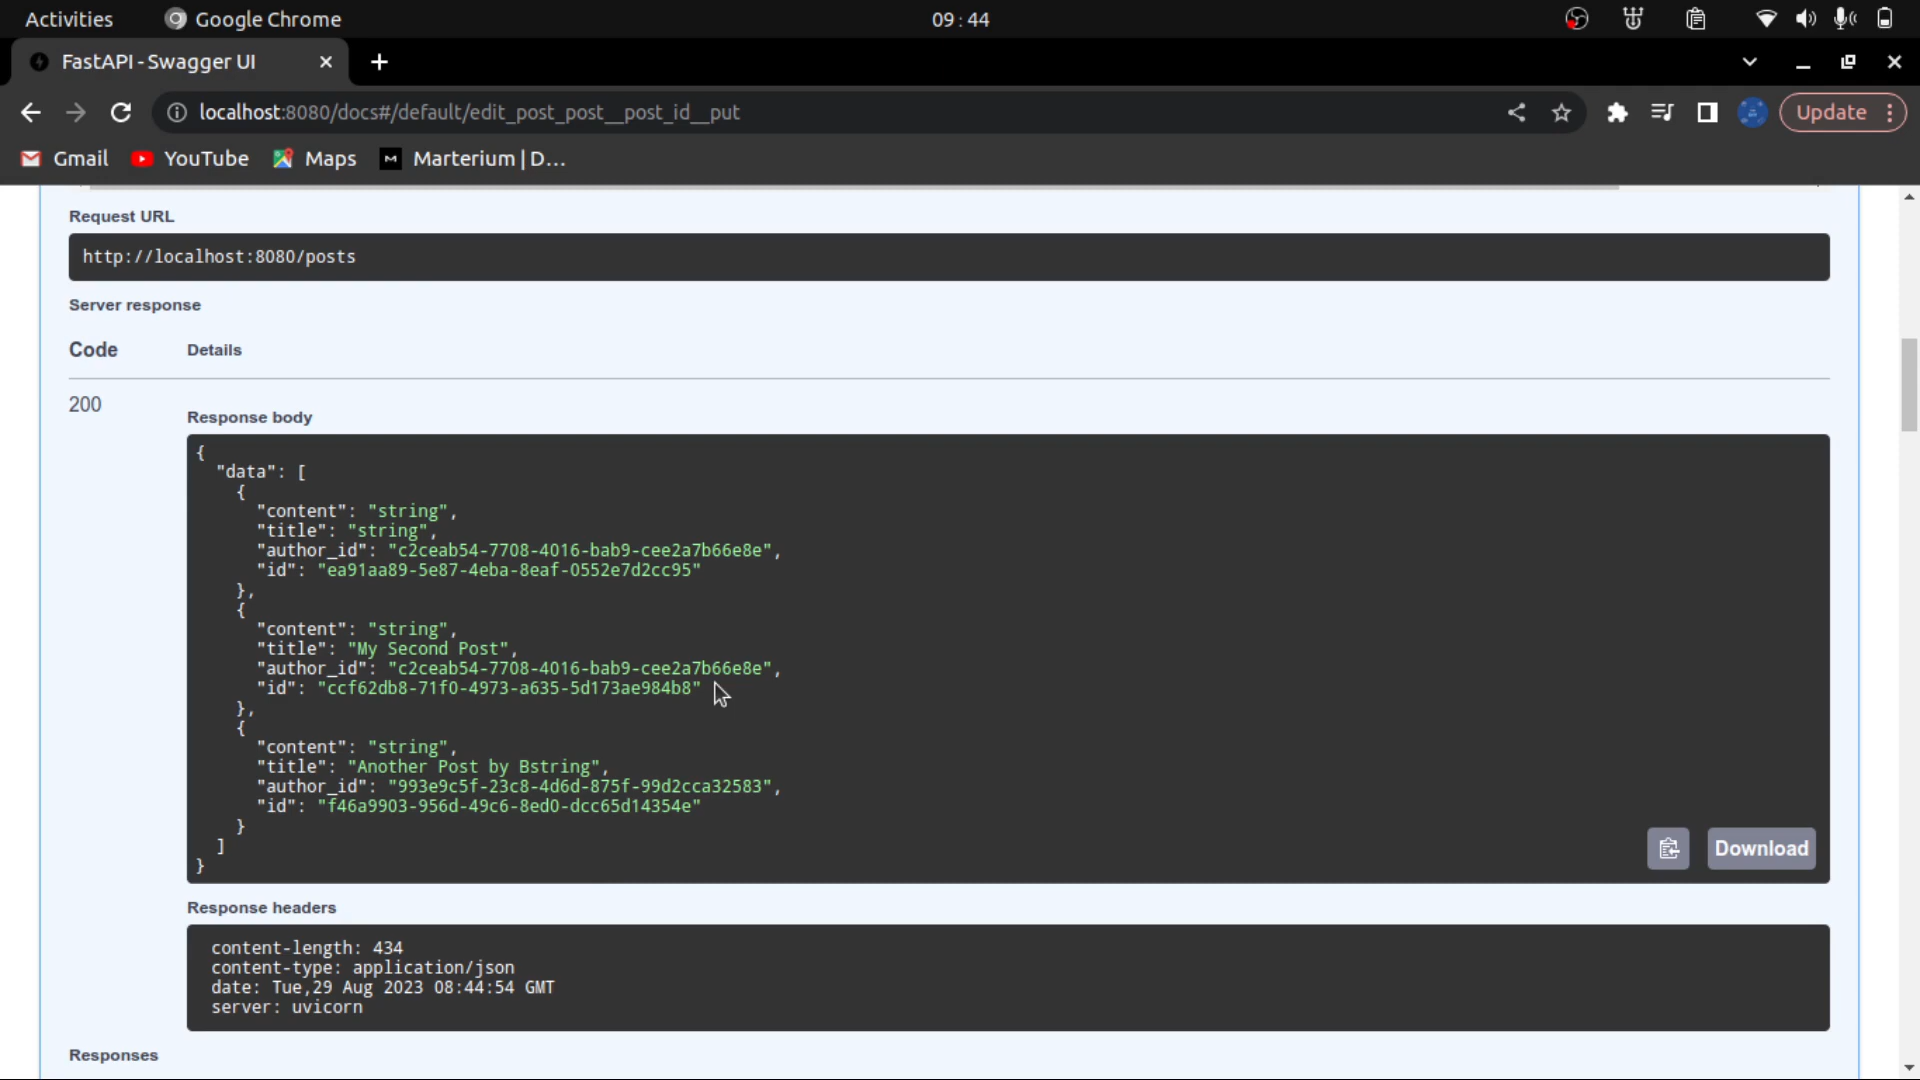 Activities
Google Chrome
09:44
FastAPI - Swagger UI
localhost:8080/docs#/default/edit_post_post__post_id__put
Update
Gmail
YouTube
Maps
Marterium | D...
Request URL
http://localhost:8080/posts
Server response
Code
Details
200
Response body
{
"data": [
{
"content": "string",
"title": "string",
"author_id": "c2ceab54-7708-4016-bab9-cee2a7b66e8e",
"id": "ea91aa89-5e87-4eba-8eaf-0552e7d2cc95"
},
{
"content": "string",
"title": "My Second Post",
"author_id": "c2ceab54-7708-4016-bab9-cee2a7b66e8e",
"id": "ccf62db8-71f0-4973-a635-5d173ae984b8"
},
{
"content": "string",
"title": "Another Post by Bstring",
"author_id": "993e9c5f-23c8-4d6d-875f-99d2cca32583",
"id": "f46a9903-956d-49c6-8ed0-dcc65d14354e"
}
]
}
Download
Response headers
content-length: 434
content-type: application/json
date: Tue,29 Aug 2023 08:44:54 GMT
server: uvicorn
Responses